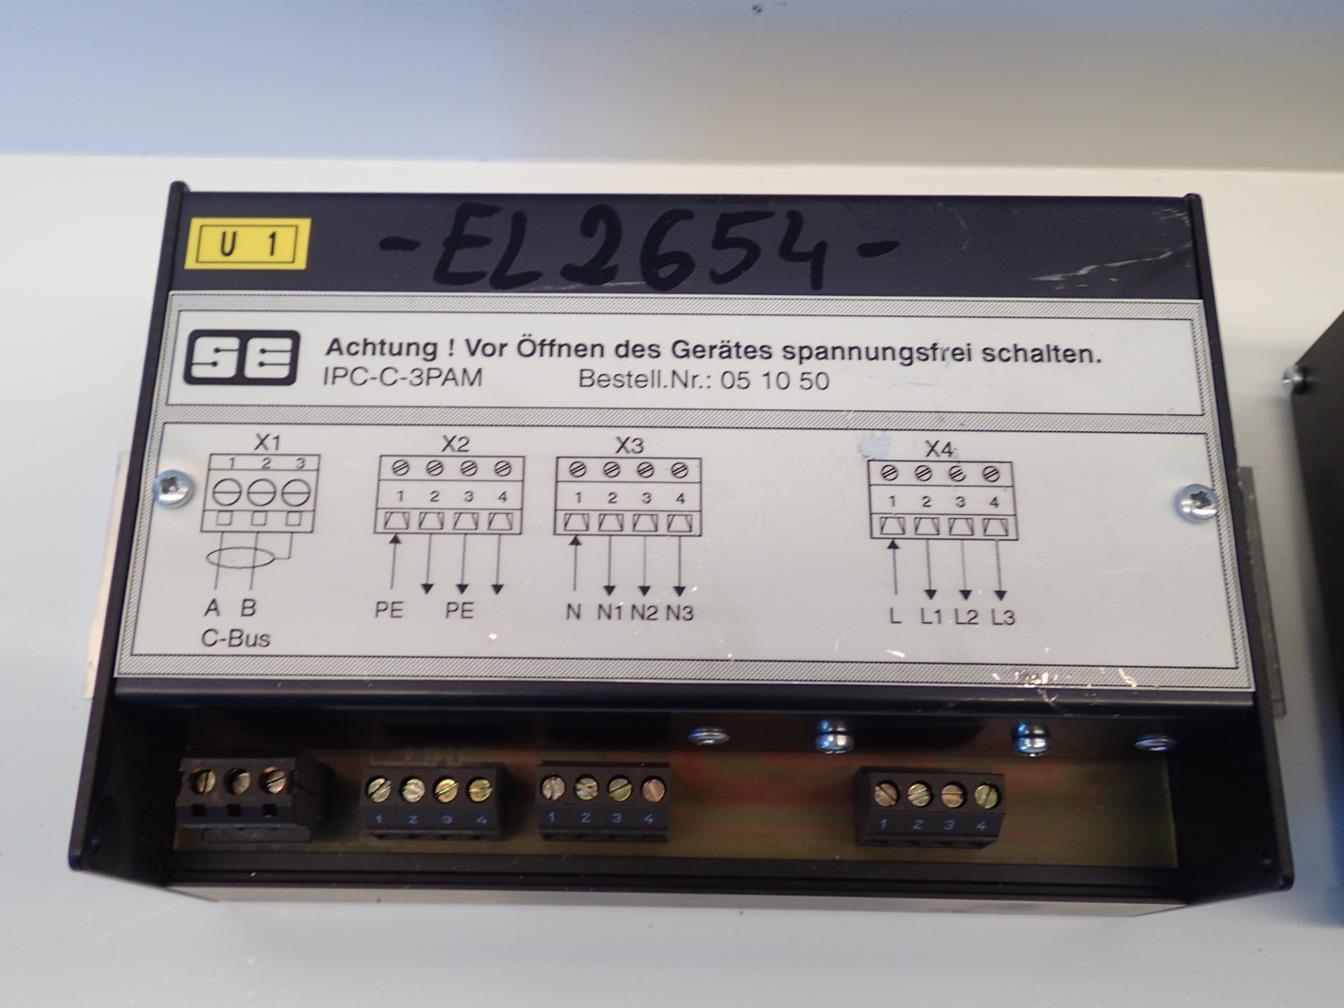 U 1
-EL2654-
SE
Achtung ! Vor Öffnen des Gerätes spannungsfrei schalten.
IPC-C-3PAM Bestell.Nr.: 05 10 50
X1 X2 X3 X4
1 2 3
1 2 3 4 1 2 3 4 1 2 3 4
A B PE PE N N1 N2 N3 L L1 L2 L3
C-Bus
1 2 3 4 1 2 3 4 1 2 3 4